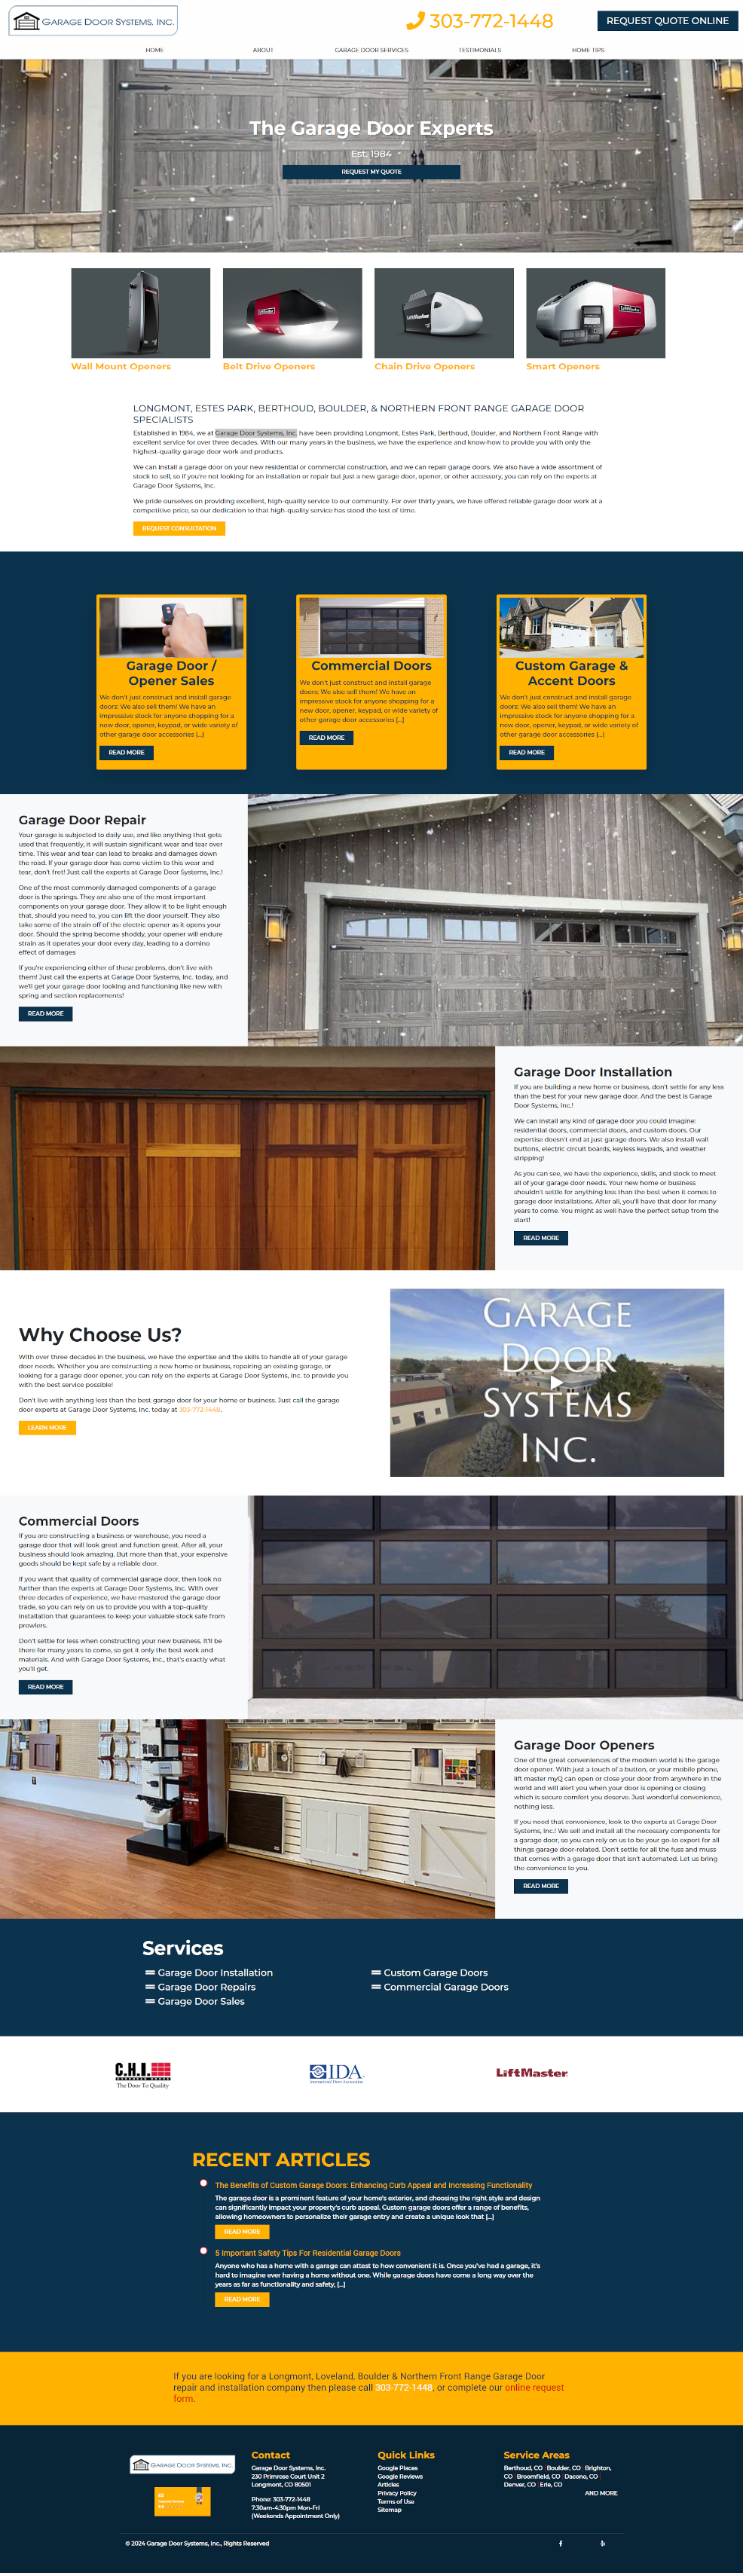 GARAGE DOOR SYSTEMS, INC.
303-772-1448
REQUEST QUOTE ONLINE
HOME
ABOUT
GARAGE DOOR SERVICES
TESTIMONIALS
HOME TIPS
The Garage Door Experts
Est. 1984
REQUEST MY QUOTE
LiftMaster
LiftMaster
LiftMaster
Wall Mount Openers
Belt Drive Openers
Chain Drive Openers
Smart Openers
LONGMONT, ESTES PARK, BERTHOUD, BOULDER, & NORTHERN FRONT RANGE GARAGE DOOR
SPECIALISTS
Established in 1984, we at Garage Door Systems, Inc. have been providing Longmont, Estes Park, Berthoud, Boulder, and Northern Front Range with
excellent service for over three decades. With our many years in the business, we have the experience and know-how to provide you with only the
highest-quality garage door work and products.
We can install a garage door on your new residential or commercial construction, and we can repair garage doors. We also have a wide assortment of
stock to sell, so if you're not looking for an installation or repair but just a new garage door, opener, or other accessory, you can rely on the experts at
Garage Door Systems, Inc.
We pride ourselves on providing excellent, high-quality service to our community. For over thirty years, we have offered reliable garage door work at a
competitive price, so our dedication to that high-quality service has stood the test of time.
REQUEST CONSULTATION
Garage Door /
Opener Sales
We don't just construct and install garage
doors: We also sell them! We have an
impressive stock for anyone shopping for a
new door, opener, keypad, or wide variety of
other garage door accessories [...]
READ MORE
Commercial Doors
We don't just construct and install garage
doors: We also sell them! We have an
impressive stock for anyone shopping for a
new door, opener, keypad, or wide variety of
other garage door accessories [...]
READ MORE
Custom Garage &
Accent Doors
We don't just construct and install garage
doors: We also sell them! We have an
impressive stock for anyone shopping for a
new door, opener, keypad, or wide variety of
other garage door accessories [...]
READ MORE
Garage Door Repair
Your garage is subjected to daily use, and like anything that gets
used that frequently, it will sustain significant wear and tear over
time. This wear and tear can lead to breaks and damages down
the road. If your garage door has come victim to this wear and
tear, don't fret! Just call the experts at Garage Door Systems, Inc.!
One of the most commonly damaged components of a garage
door is the springs. They are also one of the most important
components on your garage door. They allow it to be light enough
that, should you need to, you can lift the door yourself. They also
take some of the strain off of the electric opener as it opens your
door. Should the spring become shoddy, your opener will endure
strain as it operates your door every day, leading to a domino
effect of damages
If you're experiencing either of these problems, don't live with
them! Just call the experts at Garage Door Systems, Inc. today, and
we'll get your garage door looking and functioning like new with
spring and section replacements!
READ MORE
Garage Door Installation
If you are building a new home or business, don't settle for any less
than the best for your new garage door. And the best is Garage
Door Systems, Inc.!
We can install any kind of garage door you could imagine:
residential doors, commercial doors, and custom doors. Our
expertise doesn't end at just garage doors. We also install wall
buttons, electric circuit boards, keyless keypads, and weather
stripping!
As you can see, we have the experience, skills, and stock to meet
all of your garage door needs. Your new home or business
shouldn't settle for anything less than the best when it comes to
garage door installations. After all, you'll have that door for many
years to come. You might as well have the perfect setup from the
start!
READ MORE
Why Choose Us?
With over three decades in the business, we have the expertise and the skills to handle all of your garage
door needs. Whether you are constructing a new home or business, repairing an existing garage, or
looking for a garage door opener, you can rely on the experts at Garage Door Systems, Inc. to provide you
with the best service possible!
Don't live with anything less than the best garage door for your home or business. Just call the garage
door experts at Garage Door Systems, Inc. today at 303-772-1448.
LEARN MORE
GARAGE
DOOR
SYSTEMS
INC.
Commercial Doors
If you are constructing a business or warehouse, you need a
garage door that will look great and function great. After all, your
business should look amazing. But more than that, your expensive
goods should be kept safe by a reliable door.
If you want that quality of commercial garage door, then look no
further than the experts at Garage Door Systems, Inc. With over
three decades of experience, we have mastered the garage door
trade, so you can rely on us to provide you with a top-quality
installation that guarantees to keep your valuable stock safe from
prowlers.
Don't settle for less when constructing your new business. It'll be
there for many years to come, so get it only the best work and
materials. And with Garage Door Systems, Inc., that's exactly what
you'll get.
READ MORE
Garage Door Openers
One of the great conveniences of the modern world is the garage
door opener. With just a touch of a button, or your mobile phone,
lift master myQ can open or close your door from anywhere in the
world and will alert you when your door is opening or closing
which is secure comfort you deserve. Just wonderful convenience,
nothing less.
If you need that convenience, look to the experts at Garage Door
Systems, Inc.! We sell and install all the necessary components for
a garage door, so you can rely on us to be your go-to expert for all
things garage door-related. Don't settle for all the fuss and muss
that comes with a garage door that isn't automated. Let us bring
the convenience to you.
READ MORE
Services
Garage Door Installation
Garage Door Repairs
Garage Door Sales
Custom Garage Doors
Commercial Garage Doors
C.H.I.
OVERHEAD DOORS
The Door To Quality
IDA
International Door Association
LiftMaster
RECENT ARTICLES
The Benefits of Custom Garage Doors: Enhancing Curb Appeal and Increasing Functionality
The garage door is a prominent feature of your home's exterior, and choosing the right style and design
can significantly impact your property's curb appeal. Custom garage doors offer a range of benefits,
allowing homeowners to personalize their garage entry and create a unique look that [...]
READ MORE
5 Important Safety Tips For Residential Garage Doors
Anyone who has a home with a garage can attest to how convenient it is. Once you've had a garage, it's
hard to imagine ever having a home without one. While garage doors have come a long way over the
years as far as functionality and safety, [...]
READ MORE
If you are looking for a Longmont, Loveland, Boulder & Northern Front Range Garage Door
repair and installation company then please call 303-772-1448. or complete our online request
form.
GARAGE DOOR SYSTEMS, INC.
Contact
Garage Door Systems, Inc.
230 Primrose Court Unit 2
Longmont, CO 80501
Phone: 303-772-1448
7:30am-4:30pm Mon-Fri
(Weekends Appointment Only)
Quick Links
Google Places
Google Reviews
Articles
Privacy Policy
Terms of Use
Sitemap
Service Areas
Berthoud, CO | Boulder, CO | Brighton,
CO | Broomfield, CO | Dacono, CO |
Denver, CO | Erie, CO
AND MORE
© 2024 Garage Door Systems, Inc., Rights Reserved